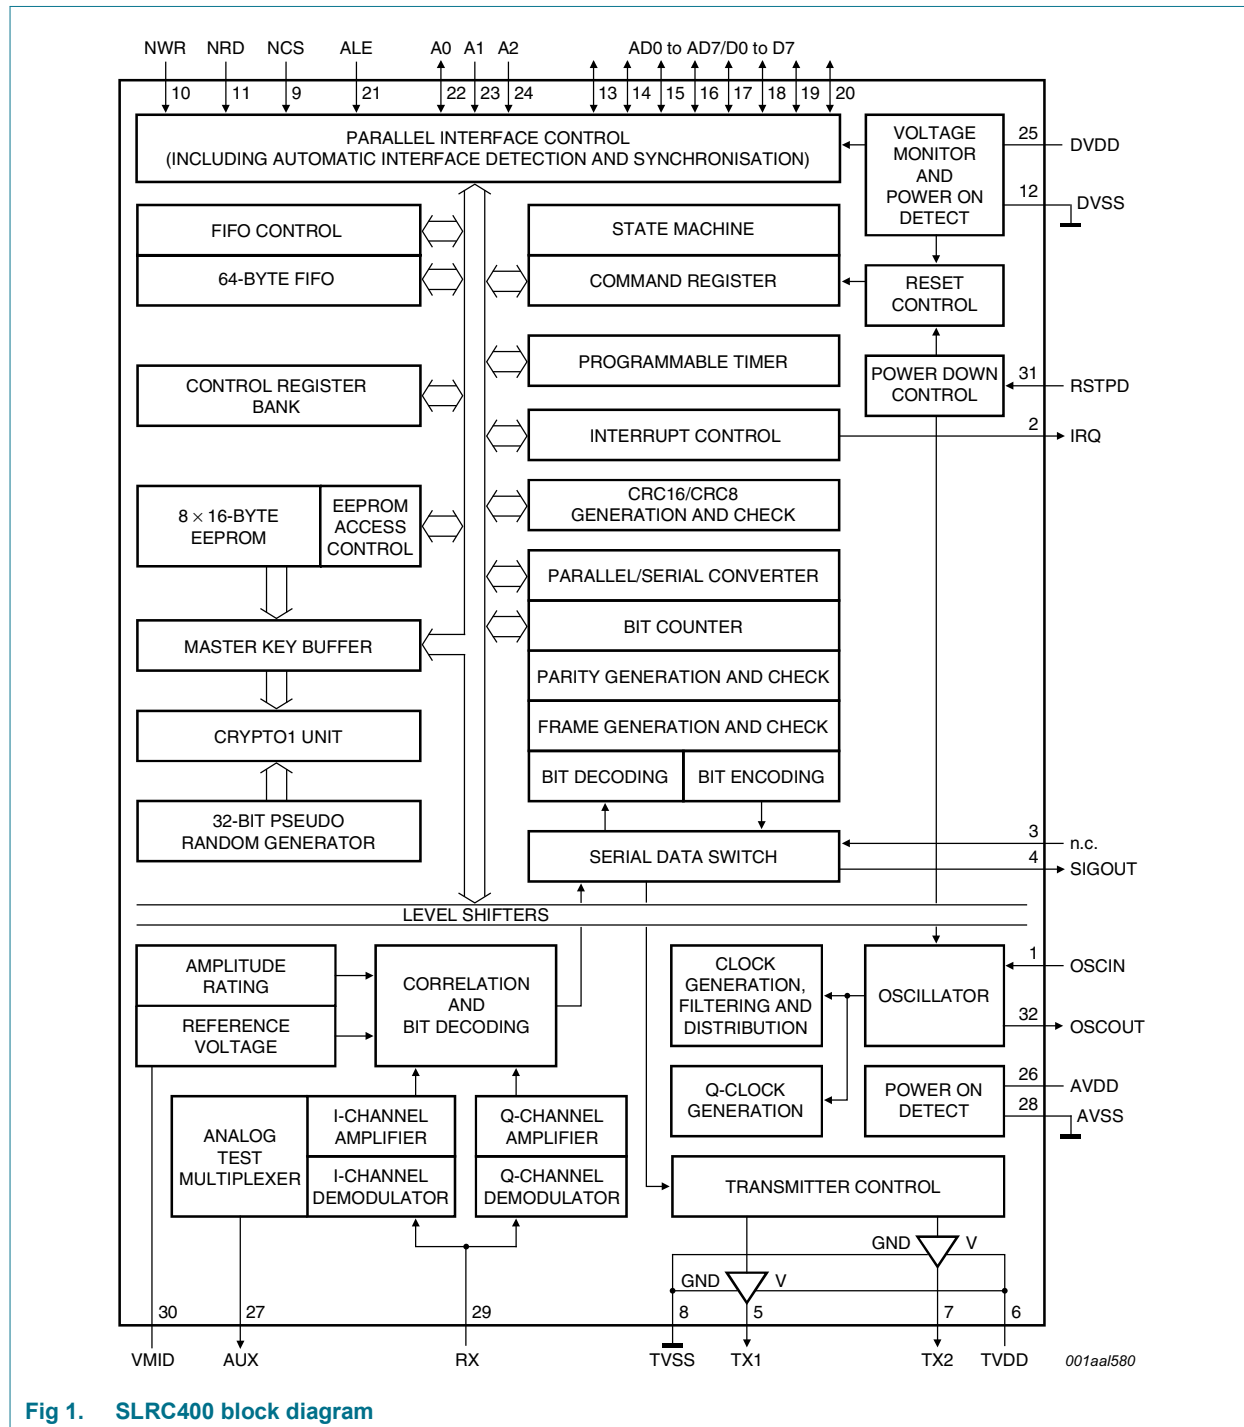 NWR NRD NCS ALE A0 A1 A2 AD0 to AD7/D0 to D7
10 11 9 21 22 23 24 13 14 15 16 17 18 19 20
PARALLEL INTERFACE CONTROL
(INCLUDING AUTOMATIC INTERFACE DETECTION AND SYNCHRONISATION)
VOLTAGE
MONITOR
AND
POWER ON
DETECT
25
DVDD
12
DVSS
FIFO CONTROL
64-BYTE FIFO
STATE MACHINE
COMMAND REGISTER
RESET
CONTROL
PROGRAMMABLE TIMER
CONTROL REGISTER
BANK
POWER DOWN
CONTROL
31
RSTPD
INTERRUPT CONTROL
2
IRQ
8 × 16-BYTE
EEPROM
EEPROM
ACCESS
CONTROL
CRC16/CRC8
GENERATION AND CHECK
PARALLEL/SERIAL CONVERTER
BIT COUNTER
MASTER KEY BUFFER
PARITY GENERATION AND CHECK
FRAME GENERATION AND CHECK
CRYPTO1 UNIT
BIT DECODING
BIT ENCODING
32-BIT PSEUDO
RANDOM GENERATOR
SERIAL DATA SWITCH
3
n.c.
4
SIGOUT
LEVEL SHIFTERS
AMPLITUDE
RATING
REFERENCE
VOLTAGE
CORRELATION
AND
BIT DECODING
CLOCK
GENERATION,
FILTERING AND
DISTRIBUTION
OSCILLATOR
1
OSCIN
32
OSCOUT
Q-CLOCK
GENERATION
POWER ON
DETECT
26
AVDD
28
AVSS
ANALOG
TEST
MULTIPLEXER
I-CHANNEL
AMPLIFIER
I-CHANNEL
DEMODULATOR
Q-CHANNEL
AMPLIFIER
Q-CHANNEL
DEMODULATOR
TRANSMITTER CONTROL
GND V
GND V
30 27 29 8 5 7 6
VMID AUX RX TVSS TX1 TX2 TVDD 001aal580
Fig 1. SLRC400 block diagram